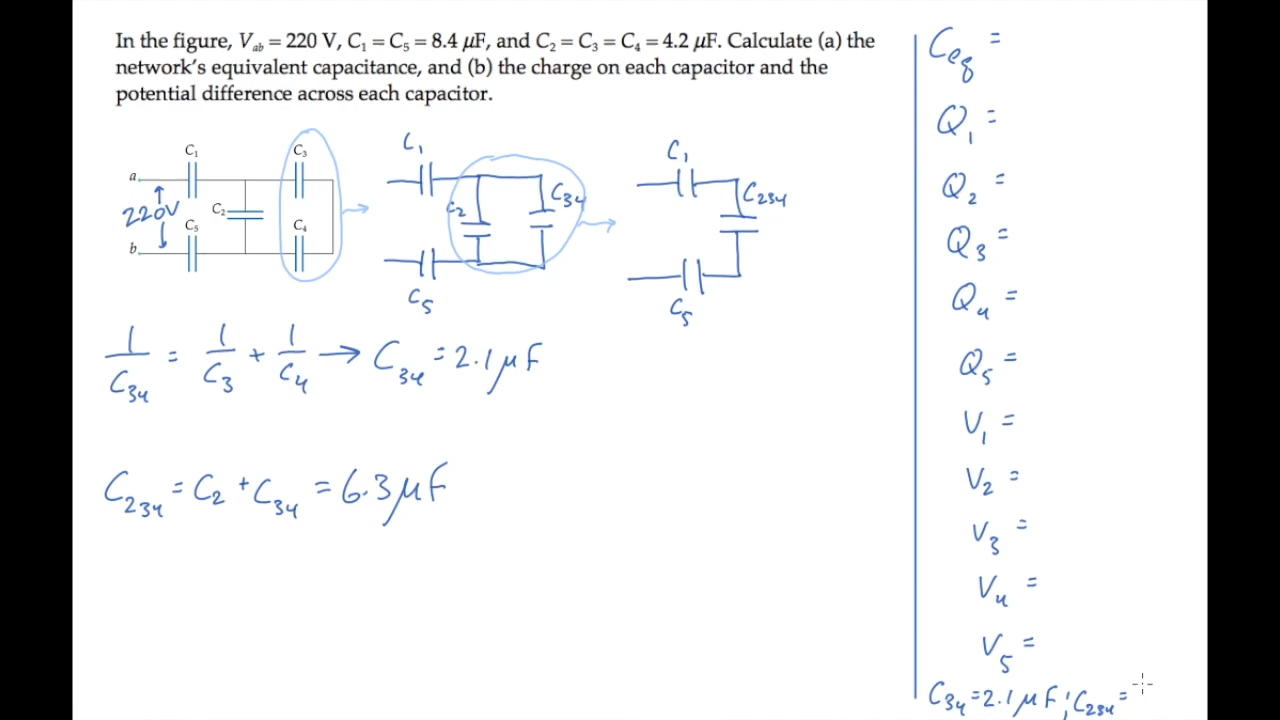 In the figure, Vab = 220 V, C₁ = C₅ = 8.4 μF, and C₂ = C₃ = C₄ = 4.2 μF. Calculate (a) the
network's equivalent capacitance, and (b) the charge on each capacitor and the
potential difference across each capacitor.
C₁ C₃
a
220V
C₂
C₅ C₄
b
C₁
C₂ C₃₄
C₅
C₁
C₂₃₄
C₅
1/C₃₄ = 1/C₃ + 1/C₄ → C₃₄ = 2.1 μF
C₂₃₄ = C₂ + C₃₄ = 6.3 μF
Ceq =
Q₁ =
Q₂ =
Q₃ =
Q₄ =
Q₅ =
V₁ =
V₂ =
V₃ =
V₄ =
V₅ =
C₃₄ = 2.1 μF ; C₂₃₄ =